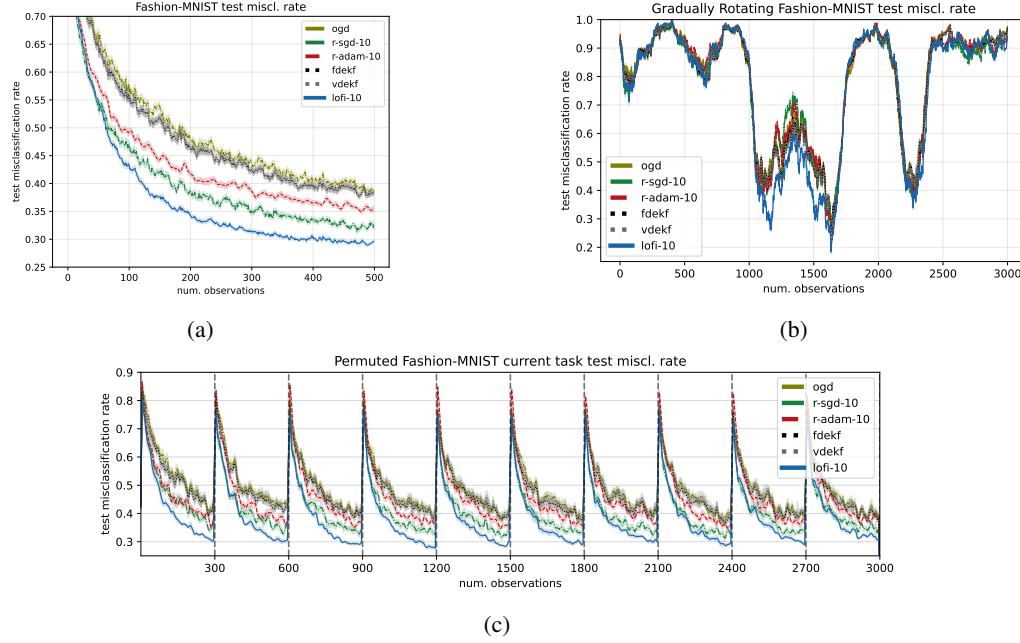 Fashion-MNIST test miscl. rate
0.70
0.65
0.60
0.55
0.50
0.45
0.40
0.35
0.30
0.25
test misclassification rate
0
100
200
300
400
500
num. observations
ogd
r-sgd-10
r-adam-10
fdekf
vdekf
lofi-10
(a)
Gradually Rotating Fashion-MNIST test miscl. rate
1.0
0.9
0.8
0.7
0.6
0.5
0.4
0.3
0.2
test misclassification rate
0
500
1000
1500
2000
2500
3000
num. observations
ogd
r-sgd-10
r-adam-10
fdekf
vdekf
lofi-10
(b)
Permuted Fashion-MNIST current task test miscl. rate
0.9
0.8
0.7
0.6
0.5
0.4
0.3
test misclassification rate
300
600
900
1200
1500
1800
2100
2400
2700
3000
num. observations
ogd
r-sgd-10
r-adam-10
fdekf
vdekf
lofi-10
(c)